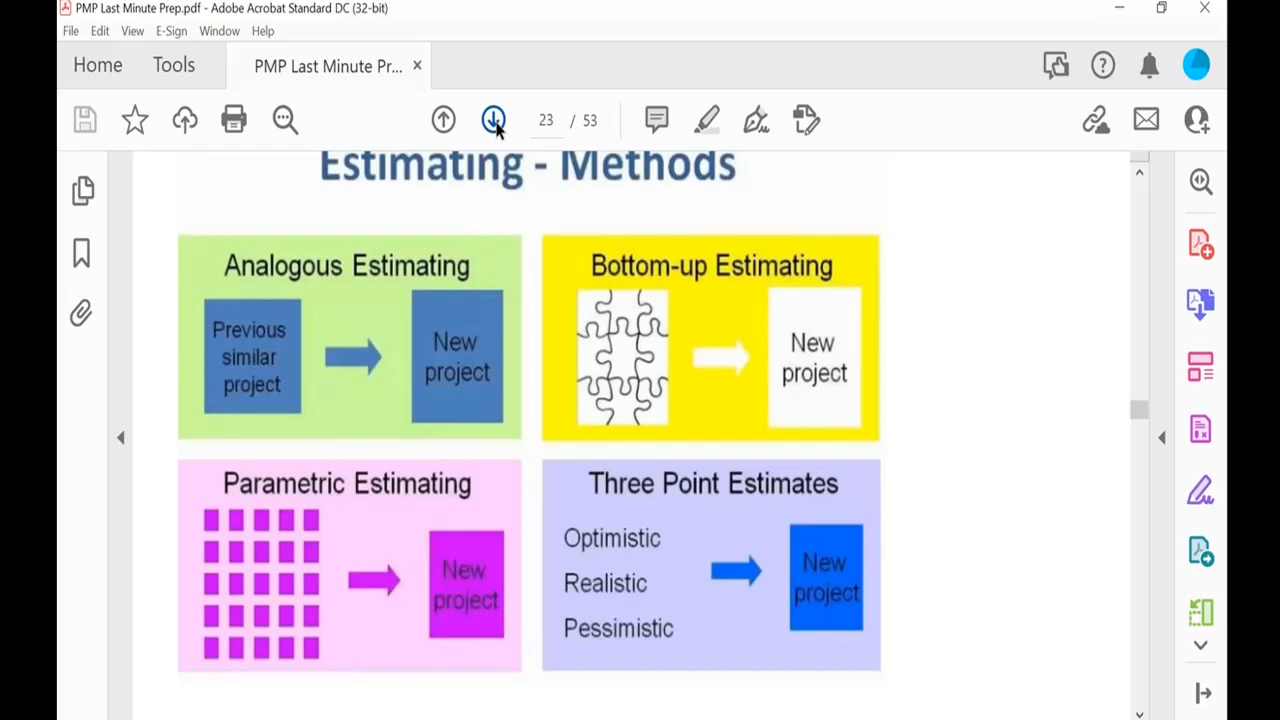 PMP Last Minute Prep.pdf - Adobe Acrobat Standard DC (32-bit)
File Edit View E-Sign Window Help
Home Tools PMP Last Minute Pr... ×
23 / 53
Estimating - Methods
Analogous Estimating
Previous
similar
project
New
project
Bottom-up Estimating
New
project
Parametric Estimating
New
project
Three Point Estimates
Optimistic
Realistic
Pessimistic
New
project